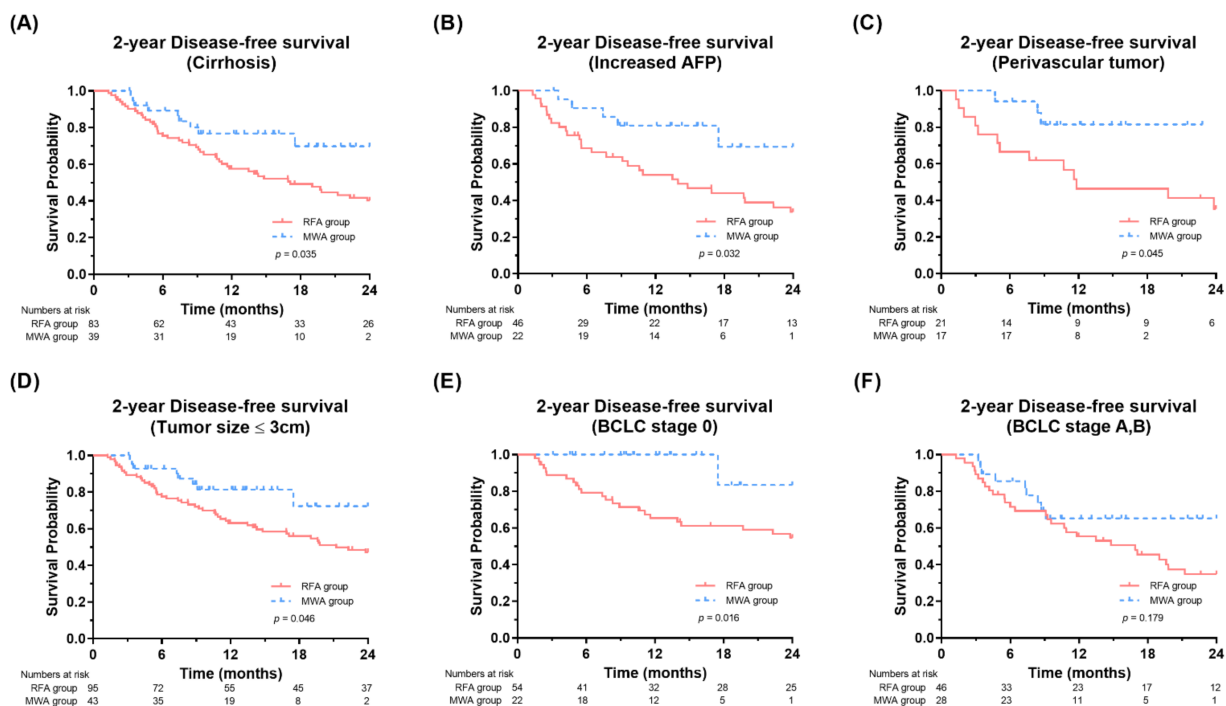 (A)
2-year Disease-free survival
(Cirrhosis)
Survival Probability
1.0
0.8
0.6
0.4
0.2
0.0
RFA group
MWA group
p = 0.035
0 6 12 18 24
Time (months)
Numbers at risk
RFA group 83 62 43 33 26
MWA group 39 31 19 10 2
(B)
2-year Disease-free survival
(Increased AFP)
Survival Probability
1.0
0.8
0.6
0.4
0.2
0.0
RFA group
MWA group
p = 0.032
0 6 12 18 24
Time (months)
Numbers at risk
RFA group 46 29 22 17 13
MWA group 22 19 14 6 1
(C)
2-year Disease-free survival
(Perivascular tumor)
Survival Probability
1.0
0.8
0.6
0.4
0.2
0.0
RFA group
MWA group
p = 0.045
0 6 12 18 24
Time (months)
Numbers at risk
RFA group 21 14 9 9 6
MWA group 17 17 8 2
(D)
2-year Disease-free survival
(Tumor size ≤ 3cm)
Survival Probability
1.0
0.8
0.6
0.4
0.2
0.0
RFA group
MWA group
p = 0.046
0 6 12 18 24
Time (months)
Numbers at risk
RFA group 95 72 55 45 37
MWA group 43 35 19 8 2
(E)
2-year Disease-free survival
(BCLC stage 0)
Survival Probability
1.0
0.8
0.6
0.4
0.2
0.0
RFA group
MWA group
p = 0.016
0 6 12 18 24
Time (months)
Numbers at risk
RFA group 54 41 32 28 25
MWA group 22 18 12 5 1
(F)
2-year Disease-free survival
(BCLC stage A,B)
Survival Probability
1.0
0.8
0.6
0.4
0.2
0.0
RFA group
MWA group
p = 0.179
0 6 12 18 24
Time (months)
Numbers at risk
RFA group 46 33 23 17 12
MWA group 28 23 11 5 1